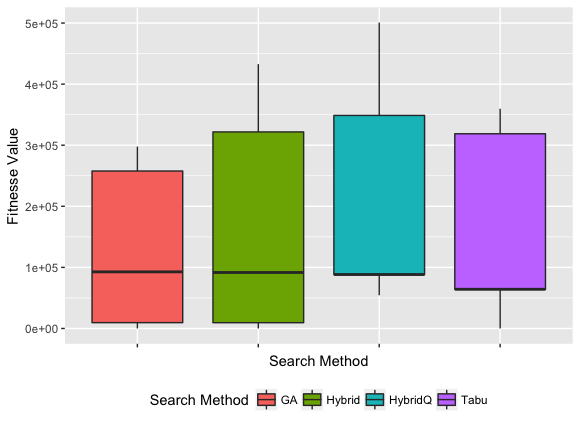 5e+05
4e+05
3e+05
2e+05
1e+05
0e+00
Fitnesse Value
Search Method
Search Method GA Hybrid HybridQ Tabu